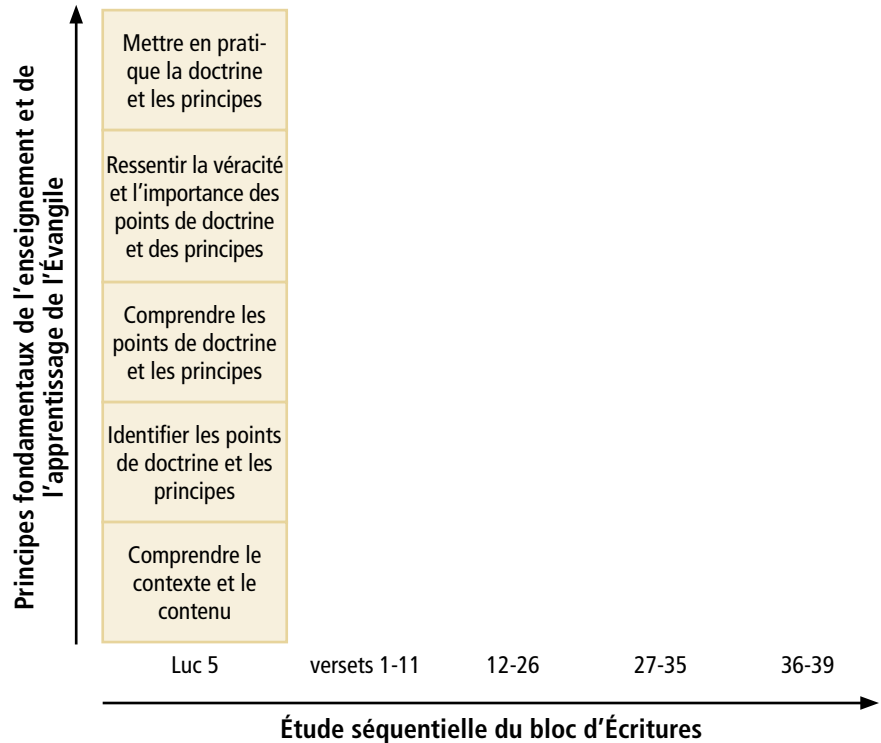 Principes fondamentaux de l'enseignement et de
l'apprentissage de l'Évangile
Mettre en prati-
que la doctrine
et les principes
Ressentir la véracité
et l'importance des
points de doctrine
et des principes
Comprendre les
points de doctrine
et les principes
Identifier les points
de doctrine et les
principes
Comprendre le
contexte et le
contenu
Luc 5 versets 1-11 12-26 27-35 36-39
Étude séquentielle du bloc d'Écritures